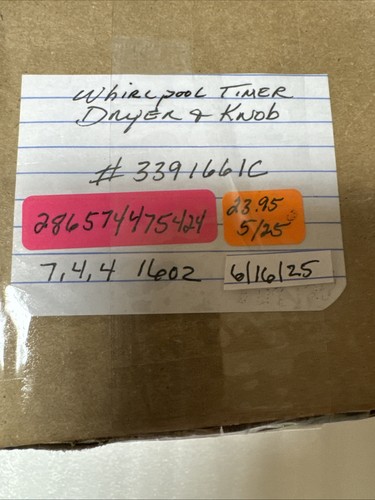 Whirlpool Timer
Dryer & Knob
# 3391661C
286574475424
23.95
5/25
7,4,4 16oz
6/16/25